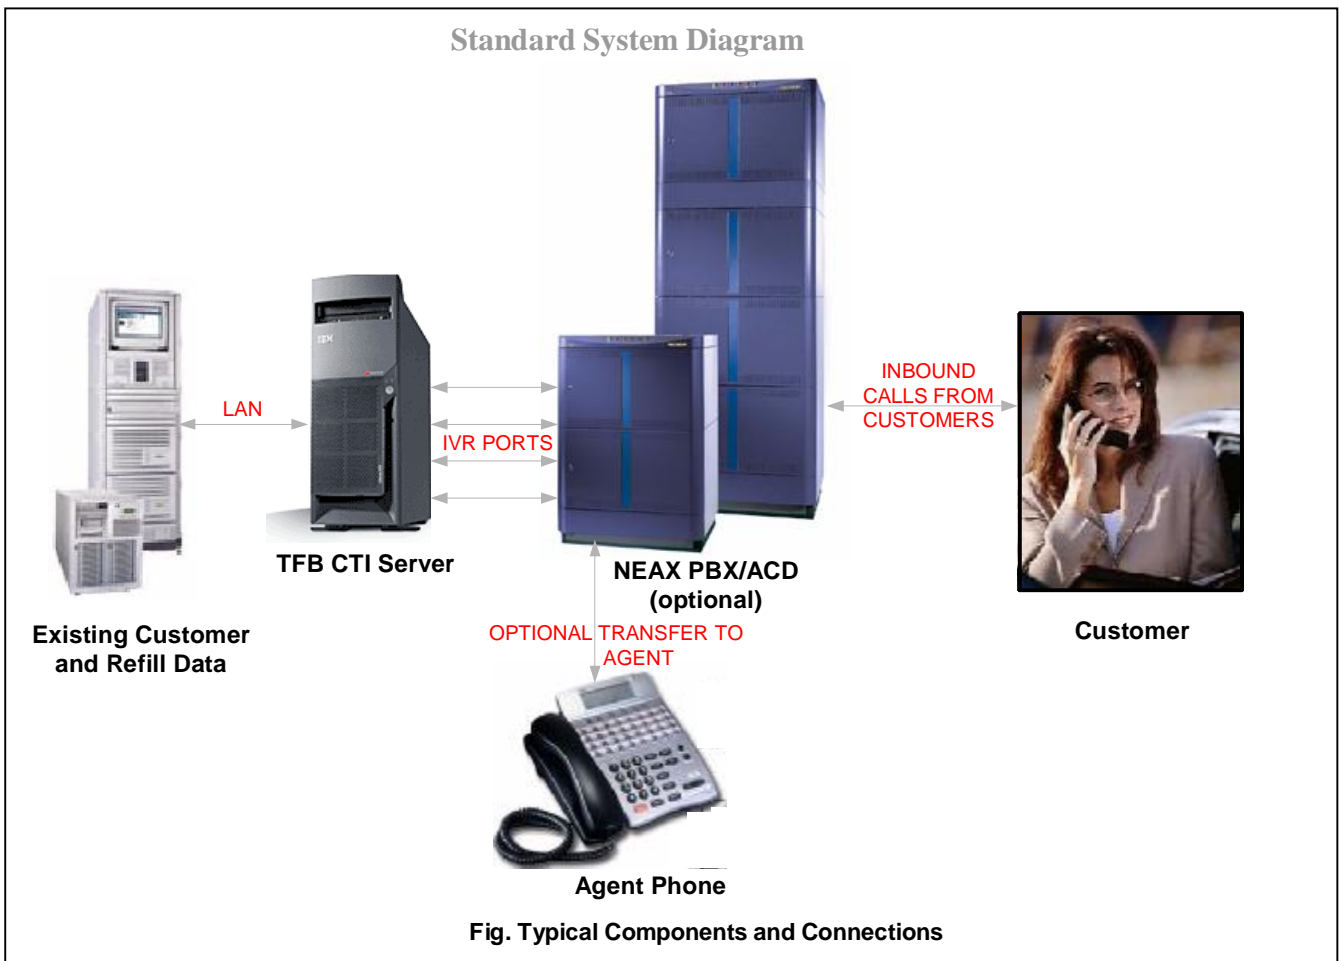 Standard System Diagram
INBOUND
CALLS FROM
CUSTOMERS
LAN
IVR PORTS
IBM
TFB CTI Server
NEAX PBX/ACD
(optional)
Existing Customer
and Refill Data
Customer
OPTIONAL TRANSFER TO
AGENT
Agent Phone
Fig. Typical Components and Connections